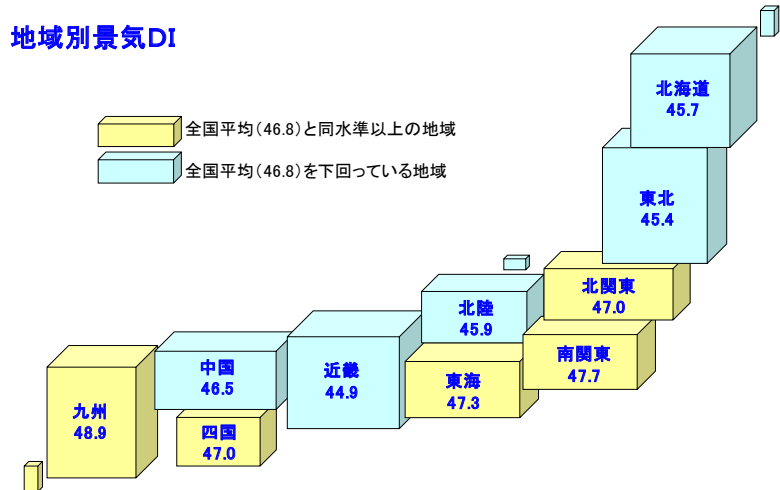 地域別景気DI
全国平均（46.8）と同水準以上の地域
全国平均（46.8）を下回っている地域
北海道
45.7
東北
45.4
北関東
47.0
北陸
45.9
南関東
47.7
中国
46.5
近畿
44.9
東海
47.3
九州
48.9
四国
47.0